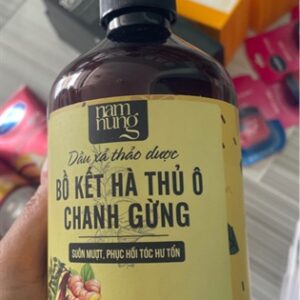 nam
nung
Dầu xả thảo dược
BỒ KẾT HÀ THỦ Ô
CHANH GỪNG
SUÔN MƯỢT, PHỤC HỒI TÓC HƯ TỔN